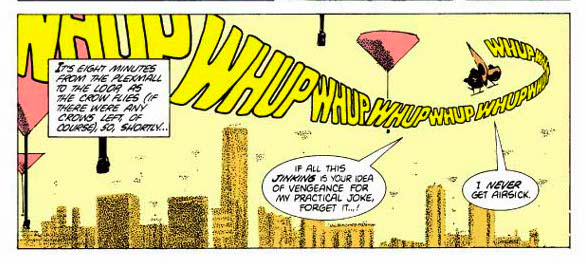 WHUP WHUP WHUP WHUP WHUP WHUP WHUP WHUP WHUP
IT'S EIGHT MINUTES
FROM THE PLEXMALL
TO THE LOOP, AS
THE CROW FLIES (IF
THERE WERE ANY
CROWS LEFT, OF
COURSE), SO, SHORTLY...
IF ALL THIS
JINKING IS YOUR IDEA
OF VENGEANCE FOR
MY PRACTICAL JOKE,
FORGET IT...!
I NEVER
GET AIRSICK.